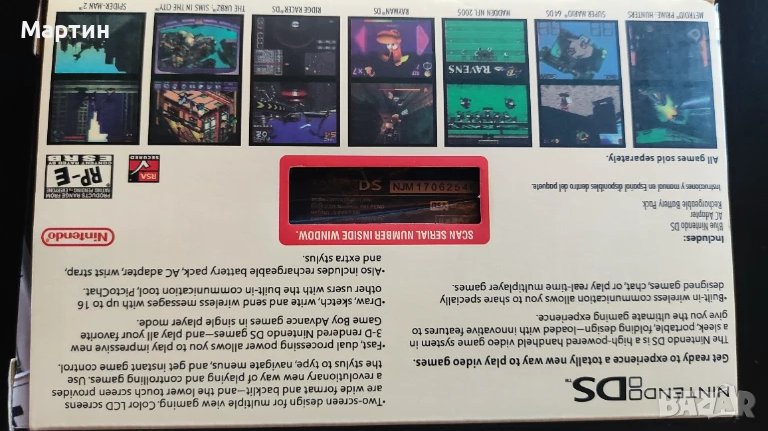 Мартин
NINTENDO DS™
Get ready to experience a totally new way to play video games.
The Nintendo DS is a high-powered handheld video game system in
a sleek, portable, folding design—loaded with innovative features to
give you the ultimate gaming experience.
•Built-in wireless communication allows you to share specially
designed games, chat, or play real-time multiplayer games.
Includes:
Blue Nintendo DS
AC Adapter
Rechargeable Battery Pack
Instrucciones en manual y Español disponibles dentro del paquete.
All games sold separately.
•Two-screen design for multiple view gaming. Color LCD screens
are wide format and backlit—and the lower touch screen provides
a revolutionary new way of playing and controlling games. Use
the stylus to type, navigate menus, and get instant game control.
•Fast, dual processing power allows you to play impressive new
3-D rendered Nintendo DS games—and play all your favorite
Game Boy Advance games in single player mode.
•Draw, sketch, write and send wireless messages with up to 16
other users with the built-in communication tool, PictoChat.
•Also includes rechargeable battery pack, AC adapter, wrist strap,
and extra stylus.
Nintendo
SCAN SERIAL NUMBER INSIDE WINDOW.
DS
NJM1706254
RSA
SECURED
RP-E
ESRB
PRODUCTS RANGE FROM
METROID® PRIME: HUNTERS
SUPER MARIO® 64 DS
MADDEN NFL 2005
RAVENS
RAYMAN DS
RIDGE RACER™DS
THE URBZ™: SIMS IN THE CITY
SPIDER-MAN 2
BAZAR